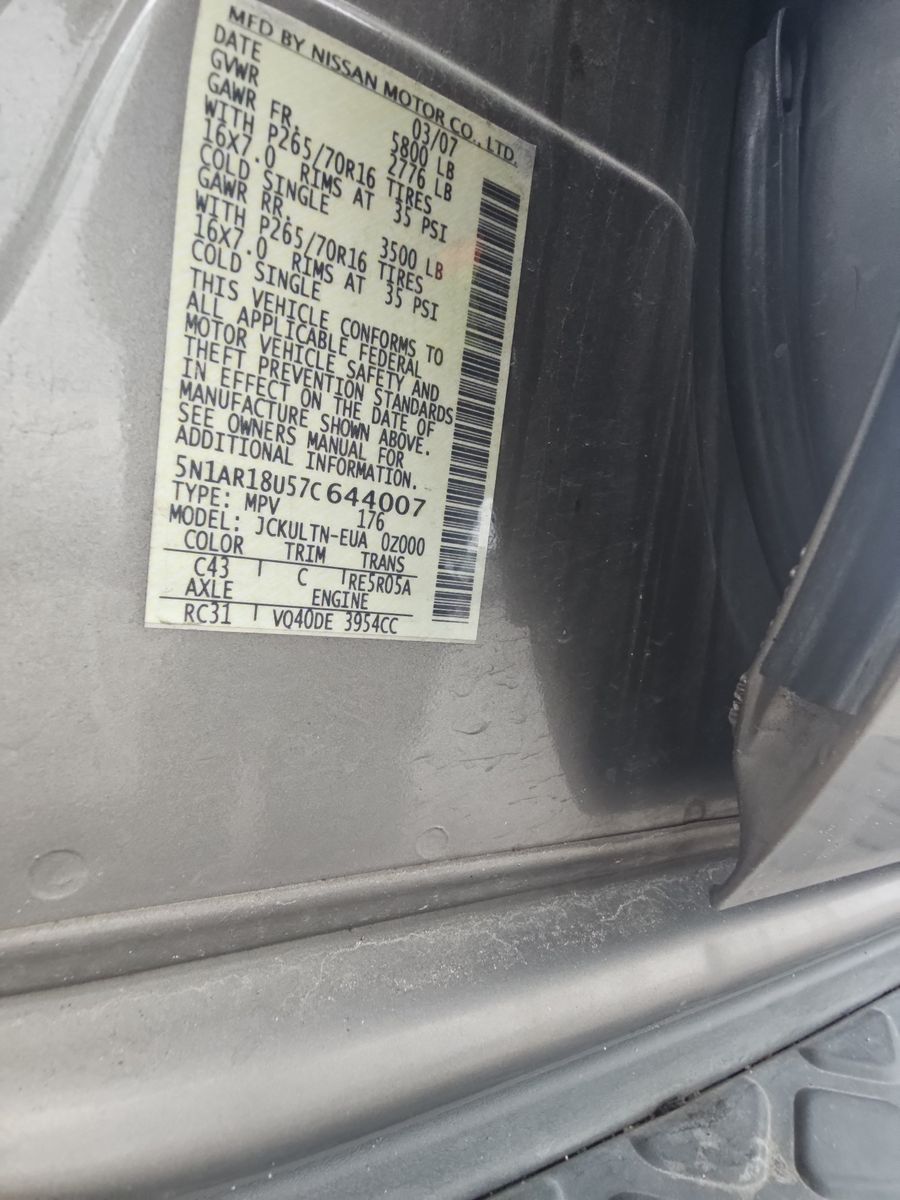 MFD BY NISSAN MOTOR CO., LTD.
DATE 03/07
GVWR 5800 LB
GAWR FR. 2776 LB
WITH P265/70R16 TIRES
16X7.0 RIMS AT 35 PSI
COLD SINGLE
GAWR RR. 3500 LB
WITH P265/70R16 TIRES
16X7.0 RIMS AT 35 PSI
COLD SINGLE
THIS VEHICLE CONFORMS TO
ALL APPLICABLE FEDERAL
MOTOR VEHICLE SAFETY AND
THEFT PREVENTION STANDARDS
IN EFFECT ON THE DATE OF
MANUFACTURE SHOWN ABOVE.
SEE OWNERS MANUAL FOR
ADDITIONAL INFORMATION.
5N1AR18U57C644007
TYPE: MPV 176
MODEL: JCKULTN-EUA 0Z000
COLOR TRIM TRANS
C43 C RE5R05A
AXLE ENGINE
RC31 VQ40DE 3954CC